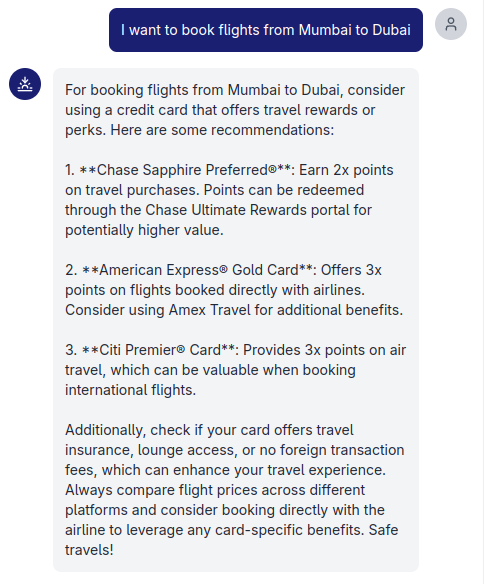 I want to book flights from Mumbai to Dubai
For booking flights from Mumbai to Dubai, consider
using a credit card that offers travel rewards or
perks. Here are some recommendations:
1. **Chase Sapphire Preferred®**: Earn 2x points
on travel purchases. Points can be redeemed
through the Chase Ultimate Rewards portal for
potentially higher value.
2. **American Express® Gold Card**: Offers 3x
points on flights booked directly with airlines.
Consider using Amex Travel for additional benefits.
3. **Citi Premier® Card**: Provides 3x points on air
travel, which can be valuable when booking
international flights.
Additionally, check if your card offers travel
insurance, lounge access, or no foreign transaction
fees, which can enhance your travel experience.
Always compare flight prices across different
platforms and consider booking directly with the
airline to leverage any card-specific benefits. Safe
travels!